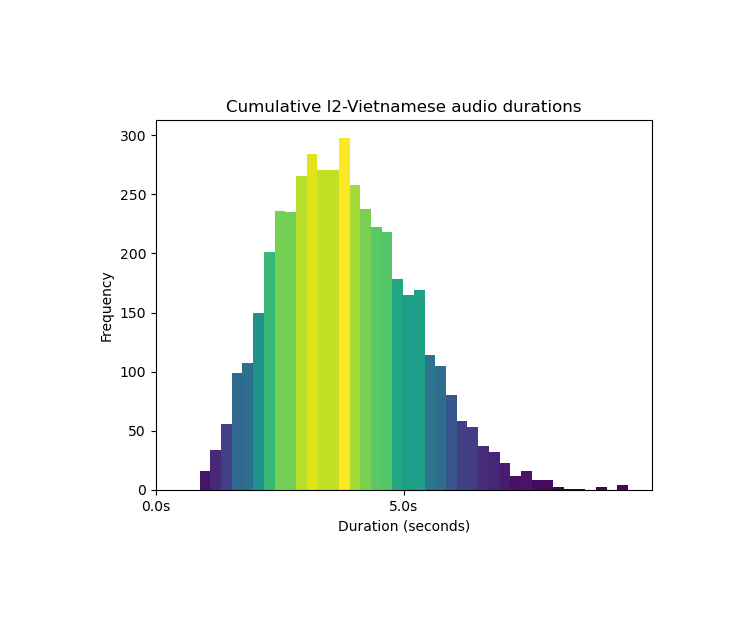 Cumulative l2-Vietnamese audio durations
300
250
200
150
100
50
0
Frequency
0.0s
5.0s
Duration (seconds)